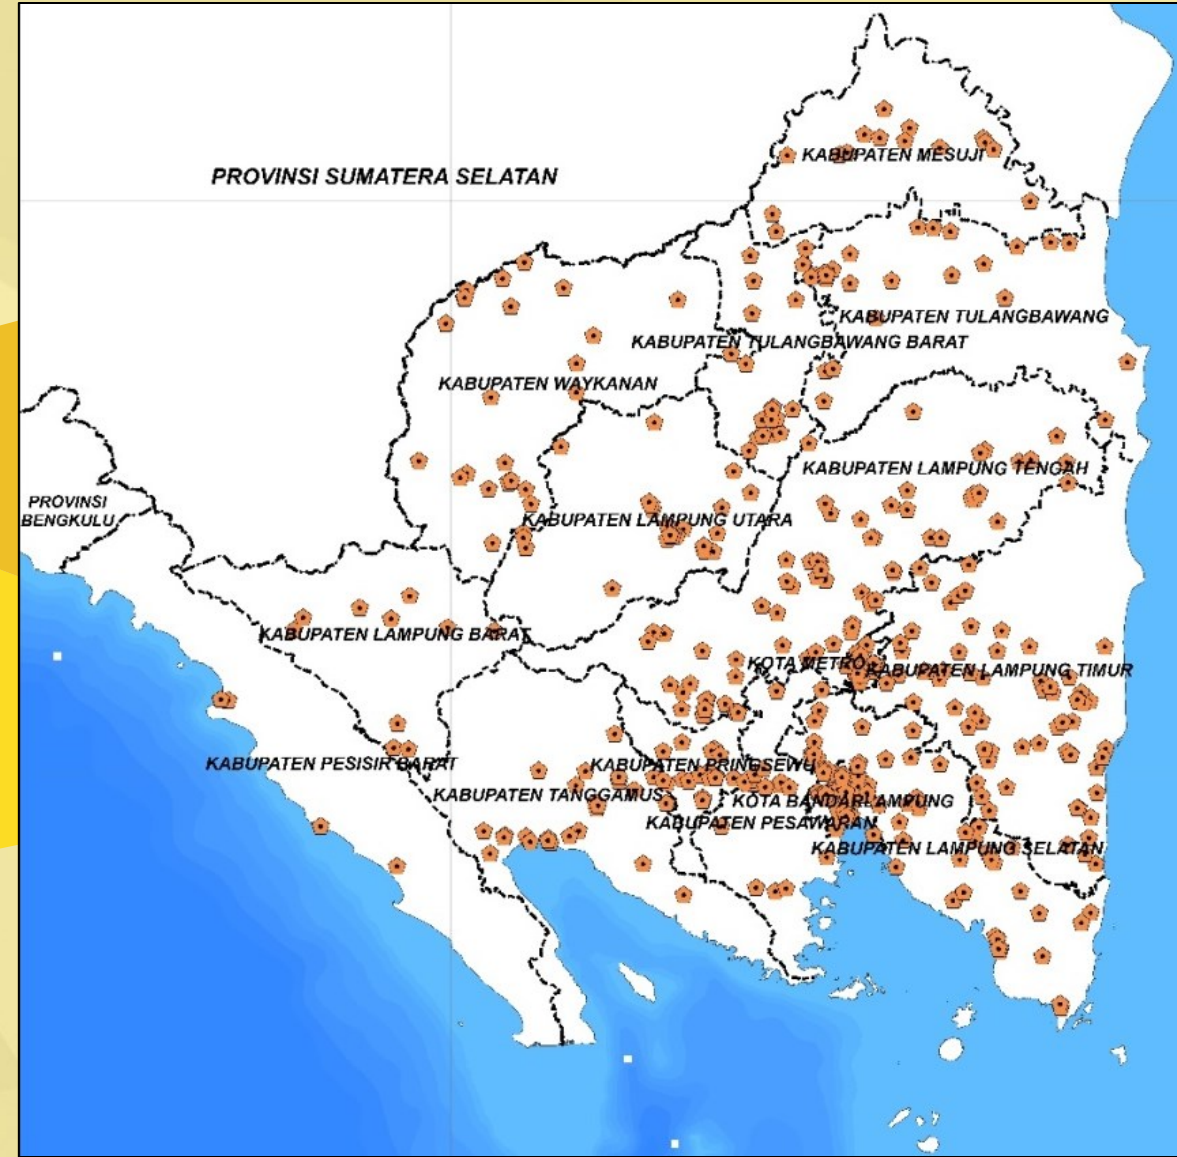 KABUPATEN MESUJI
PROVINSI SUMATERA SELATAN
KABUPATEN TULANGBAWANG
KABUPATEN TULANGBAWANG BARAT
KABUPATEN WAYKANAN
KABUPATEN LAMPUNG TENGAH
PROVINSI
BENGKULU
KABUPATEN LAMPUNG UTARA
KABUPATEN LAMPUNG BARAT
KOTA METRO
KABUPATEN LAMPUNG TIMUR
KABUPATEN PESISIR BARAT
KABUPATEN PRINGSEWU
KABUPATEN TANGGAMUS
KOTA BANDARLAMPUNG
KABUPATEN PESAWARAN
KABUPATEN LAMPUNG SELATAN